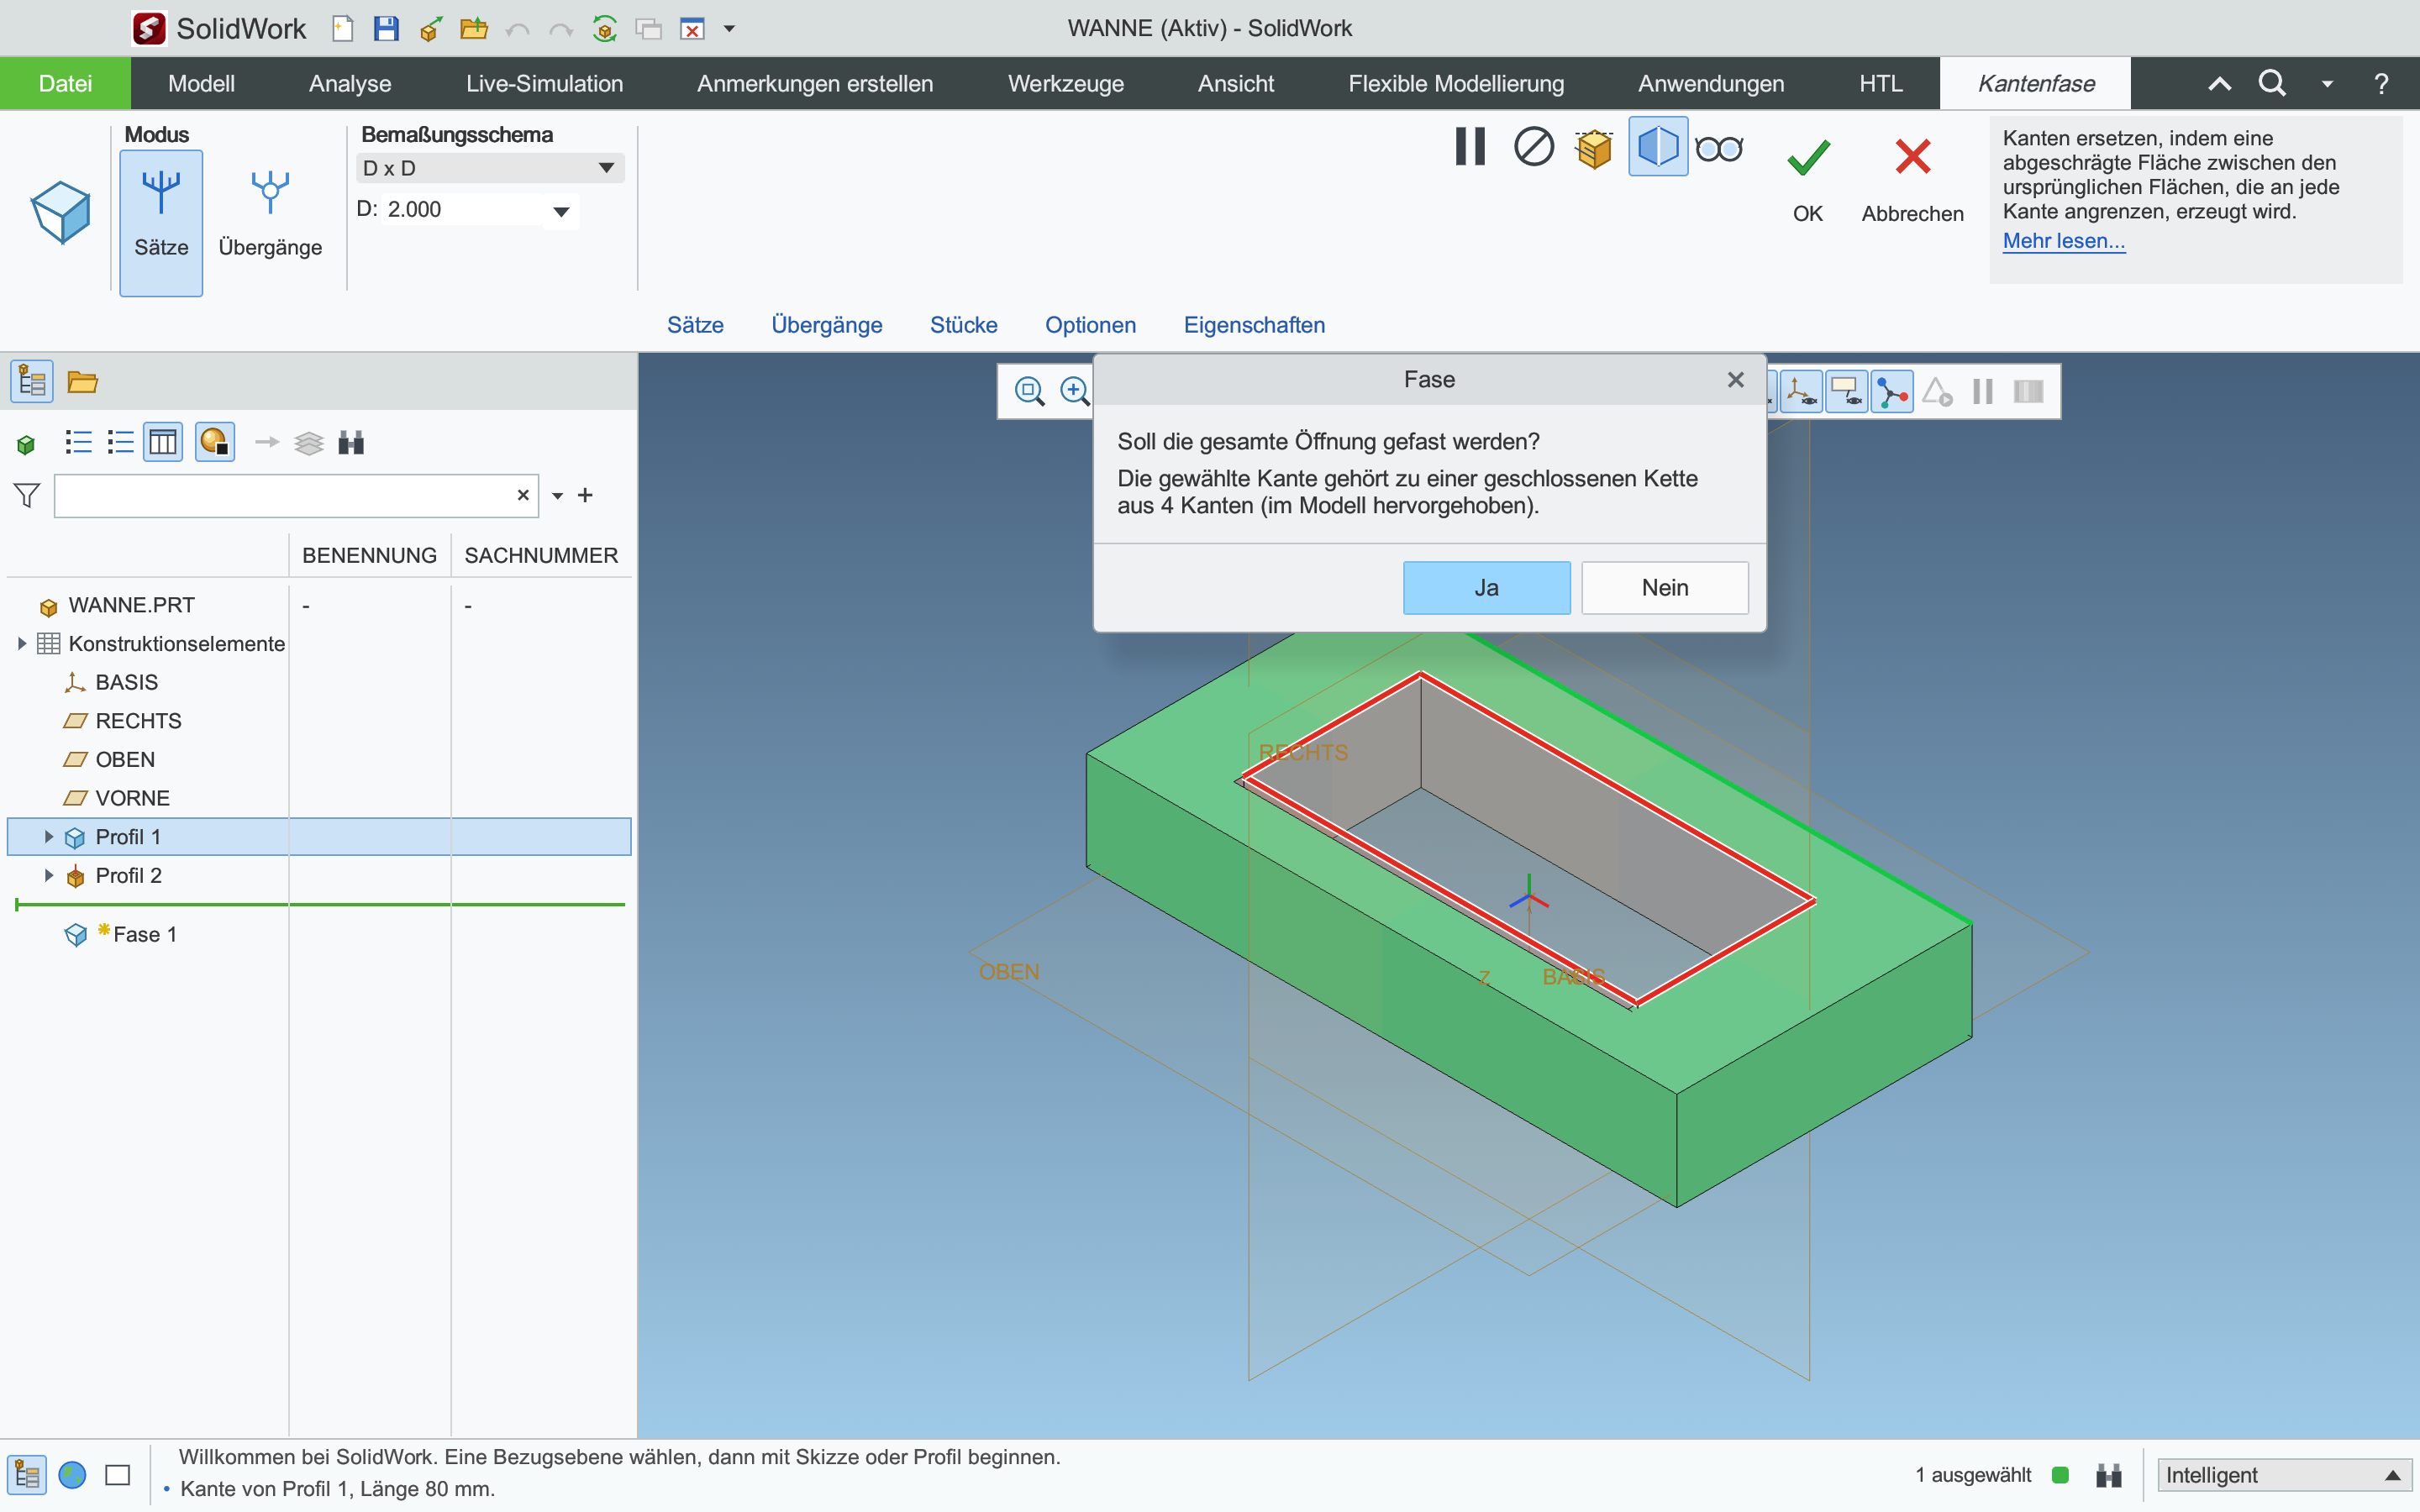 SolidWork
WANNE (Aktiv) - SolidWork
Datei
Modell
Analyse
Live-Simulation
Anmerkungen erstellen
Werkzeuge
Ansicht
Flexible Modellierung
Anwendungen
HTL
Kantenfase
?
Modus
Sätze
Übergänge
Bemaßungsschema
D x D
D: 2.000
OK
Abbrechen
Kanten ersetzen, indem eine
abgeschrägte Fläche zwischen den
ursprünglichen Flächen, die an jede
Kante angrenzen, erzeugt wird.
Mehr lesen...
Sätze
Übergänge
Stücke
Optionen
Eigenschaften
Fase
Soll die gesamte Öffnung gefast werden?
Die gewählte Kante gehört zu einer geschlossenen Kette
aus 4 Kanten (im Modell hervorgehoben).
Ja
Nein
BENENNUNG
SACHNUMMER
WANNE.PRT
-
-
Konstruktionselemente
BASIS
RECHTS
OBEN
VORNE
Profil 1
Profil 2
Fase 1
RECHTS
OBEN
Z
BASIS
Willkommen bei SolidWork. Eine Bezugsebene wählen, dann mit Skizze oder Profil beginnen.
• Kante von Profil 1, Länge 80 mm.
1 ausgewählt
Intelligent